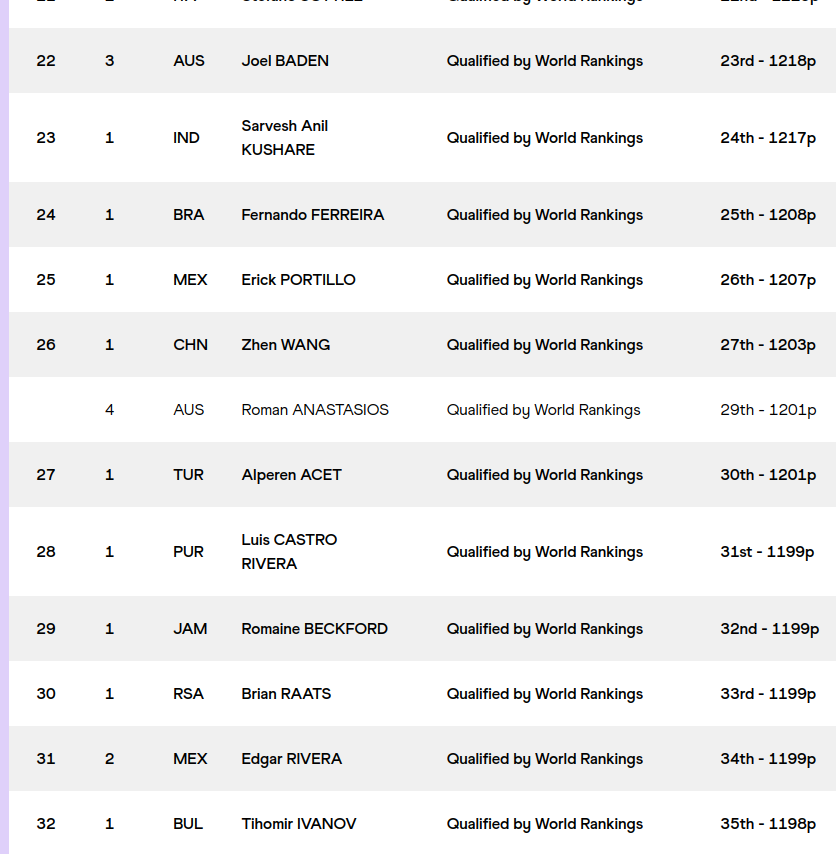 22 3 AUS Joel BADEN Qualified by World Rankings 23rd - 1218p
23 1 IND Sarvesh Anil KUSHARE Qualified by World Rankings 24th - 1217p
24 1 BRA Fernando FERREIRA Qualified by World Rankings 25th - 1208p
25 1 MEX Erick PORTILLO Qualified by World Rankings 26th - 1207p
26 1 CHN Zhen WANG Qualified by World Rankings 27th - 1203p
4 AUS Roman ANASTASIOS Qualified by World Rankings 29th - 1201p
27 1 TUR Alperen ACET Qualified by World Rankings 30th - 1201p
28 1 PUR Luis CASTRO RIVERA Qualified by World Rankings 31st - 1199p
29 1 JAM Romaine BECKFORD Qualified by World Rankings 32nd - 1199p
30 1 RSA Brian RAATS Qualified by World Rankings 33rd - 1199p
31 2 MEX Edgar RIVERA Qualified by World Rankings 34th - 1199p
32 1 BUL Tihomir IVANOV Qualified by World Rankings 35th - 1198p